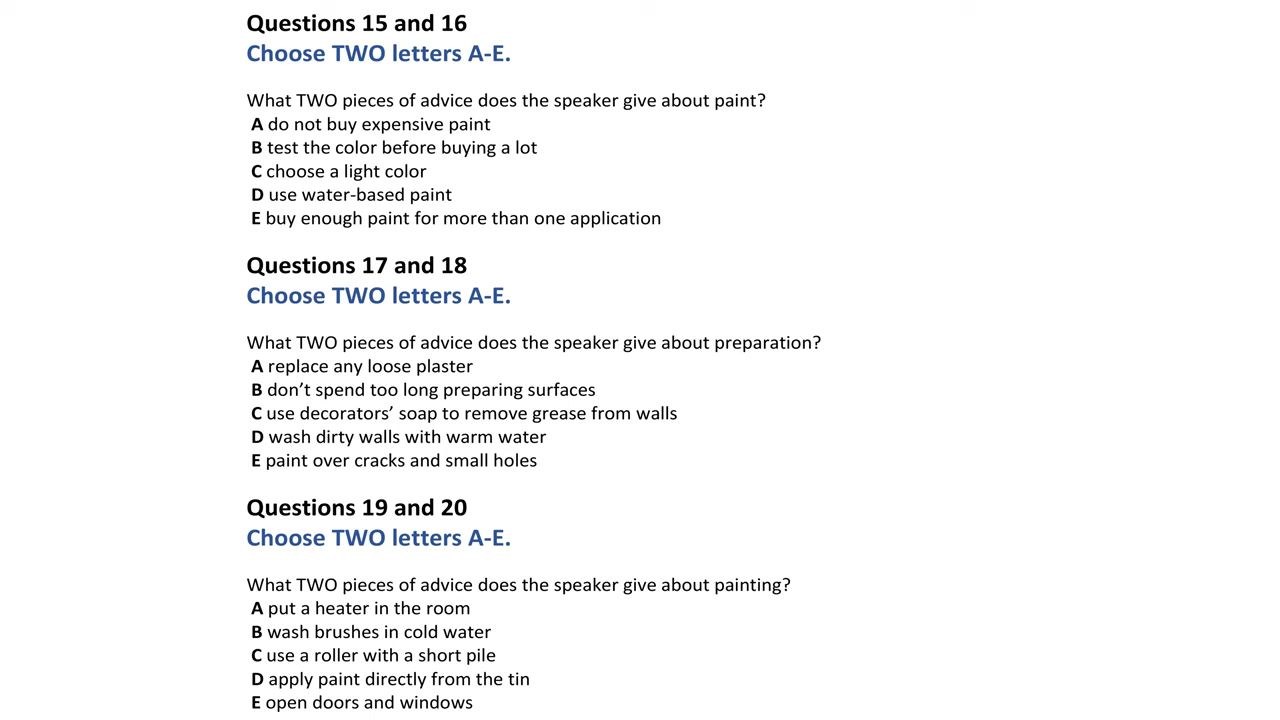 Questions 15 and 16
Choose TWO letters A-E.
What TWO pieces of advice does the speaker give about paint?
A do not buy expensive paint
B test the color before buying a lot
C choose a light color
D use water-based paint
E buy enough paint for more than one application
Questions 17 and 18
Choose TWO letters A-E.
What TWO pieces of advice does the speaker give about preparation?
A replace any loose plaster
B don’t spend too long preparing surfaces
C use decorators’ soap to remove grease from walls
D wash dirty walls with warm water
E paint over cracks and small holes
Questions 19 and 20
Choose TWO letters A-E.
What TWO pieces of advice does the speaker give about painting?
A put a heater in the room
B wash brushes in cold water
C use a roller with a short pile
D apply paint directly from the tin
E open doors and windows